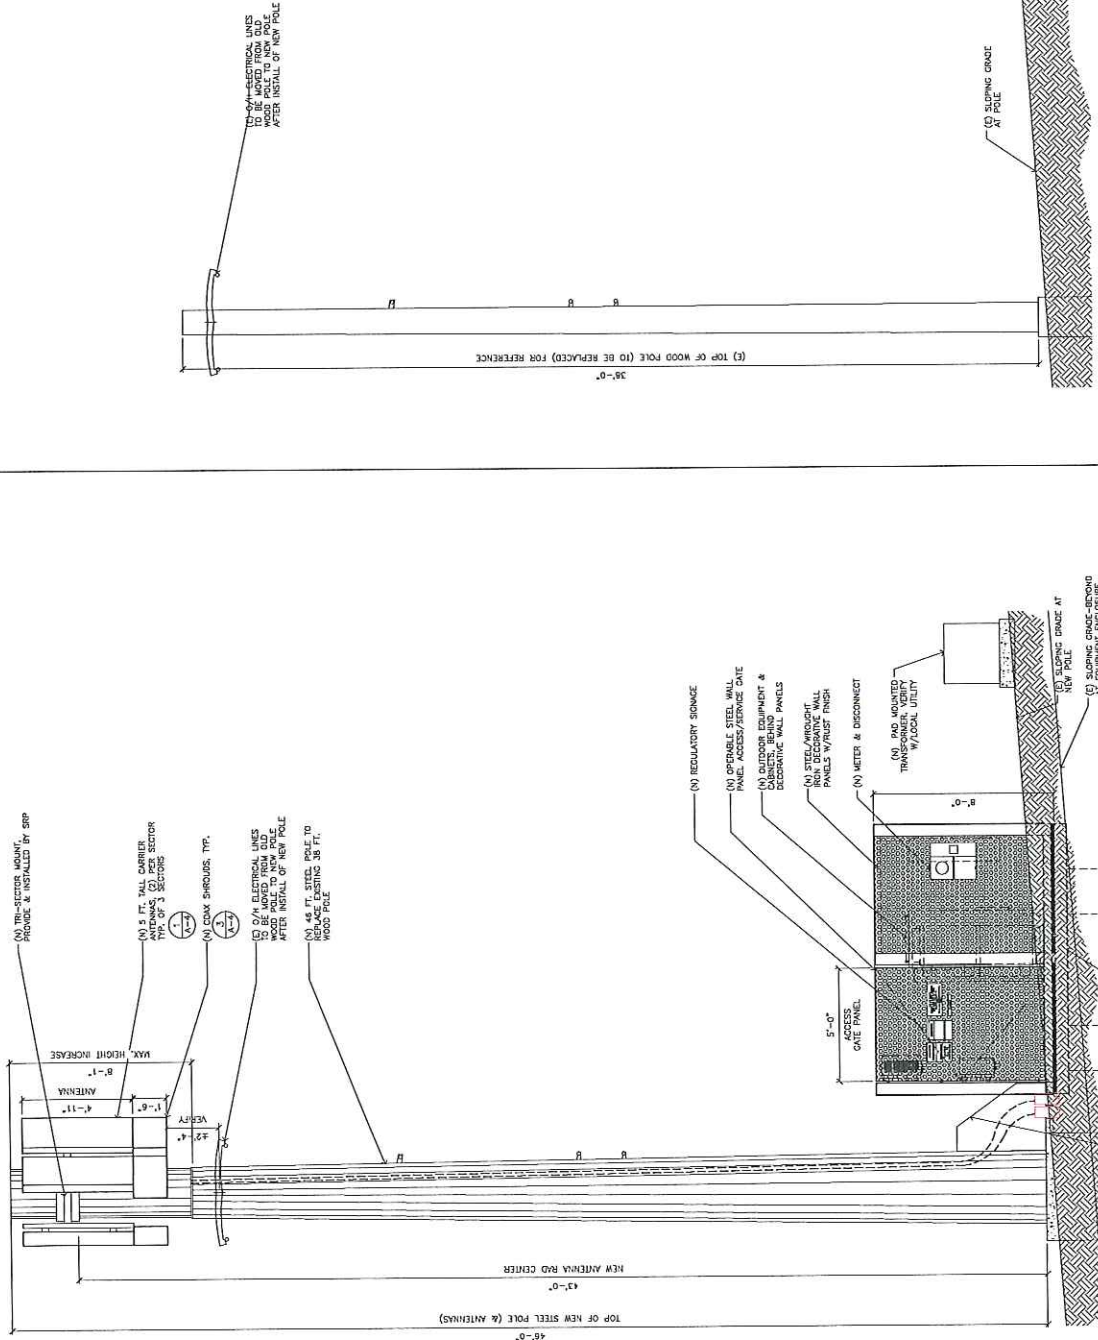 (E) O/H ELECTRICAL LINES
TO BE MOVED FROM OLD
WOOD POLE TO NEW POLE
AFTER INSTALL OF NEW POLE
(E) SLOPING GRADE
AT POLE
(E) TOP OF WOOD POLE (TO BE REPLACED) FOR REFERENCE
38'-0"
(N) TRI-SECTOR MOUNT,
PROVIDE & INSTALLED BY SRP
(N) 5 FT. TALL CARRIER
ANTENNAS, (2) PER SECTOR
TYP. OF 3 SECTORS
1
A-4
(N) COAX SHROUDS, TYP.
3
A-4
(E) O/H ELECTRICAL LINES
TO BE MOVED FROM OLD
WOOD POLE TO NEW POLE
AFTER INSTALL OF NEW POLE
(N) 46 FT. STEEL POLE TO
REPLACE EXISTING 38 FT.
WOOD POLE
MAX. HEIGHT INCREASE
8'-1"
ANTENNA
4'-11"
1'-6"
VERIFY
±2'-4"
NEW ANTENNA RAD CENTER
43'-0"
TOP OF NEW STEEL POLE (& ANTENNAS)
46'-0"
(N) REGULATORY SIGNAGE
(N) OPERABLE STEEL WALL
PANEL ACCESS/SERVICE GATE
(N) OUTDOOR EQUIPMENT &
CABINETS, BEHIND
DECORATIVE WALL PANELS
(N) STEEL/WROUGHT
IRON DECORATIVE WALL
PANELS W/RUST FINISH
(N) METER & DISCONNECT
(N) PAD MOUNTED
TRANSFORMER, VERIFY
W/LOCAL UTILITY
8'-0"
5'-0"
ACCESS
GATE PANEL
(E) SLOPING GRADE AT
NEW POLE
(E) SLOPING GRADE-BEYOND